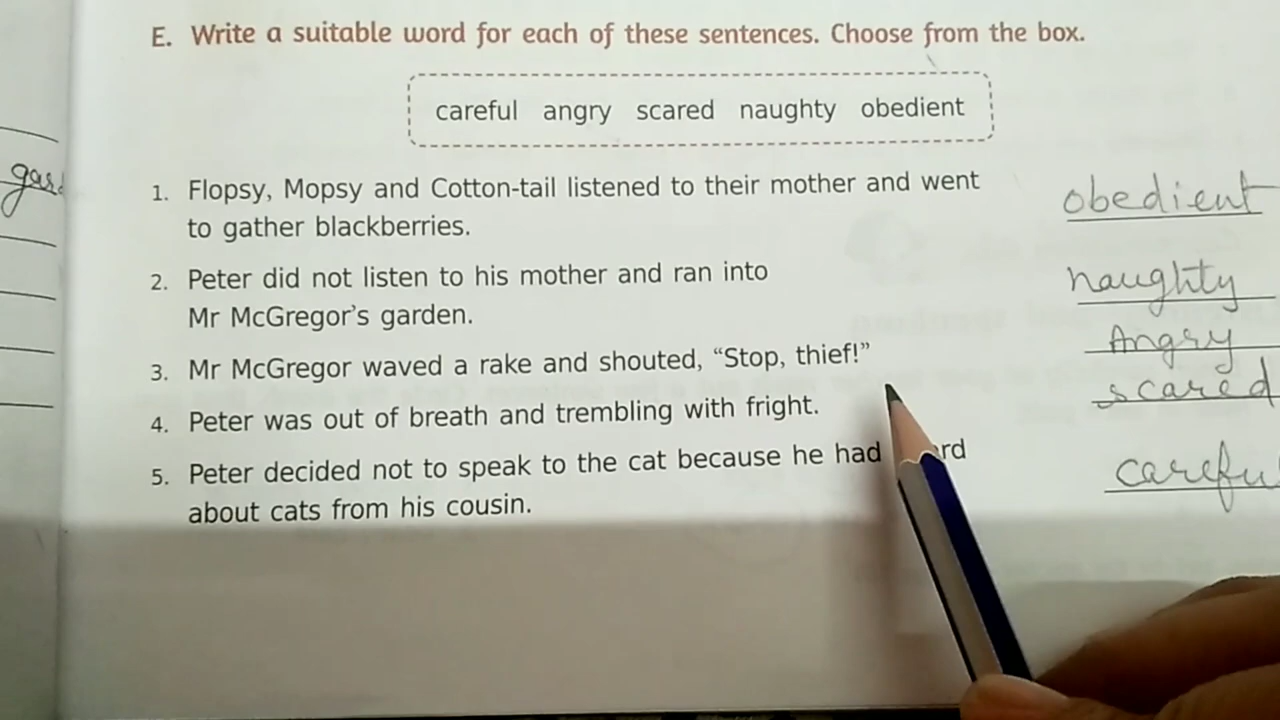 E. Write a suitable word for each of these sentences. Choose from the box.
careful angry scared naughty obedient
1. Flopsy, Mopsy and Cotton-tail listened to their mother and went obedient
to gather blackberries.
2. Peter did not listen to his mother and ran into naughty
Mr McGregor's garden.
3. Mr McGregor waved a rake and shouted, “Stop, thief!” Angry
4. Peter was out of breath and trembling with fright. scared
5. Peter decided not to speak to the cat because he had
about cats from his cousin.